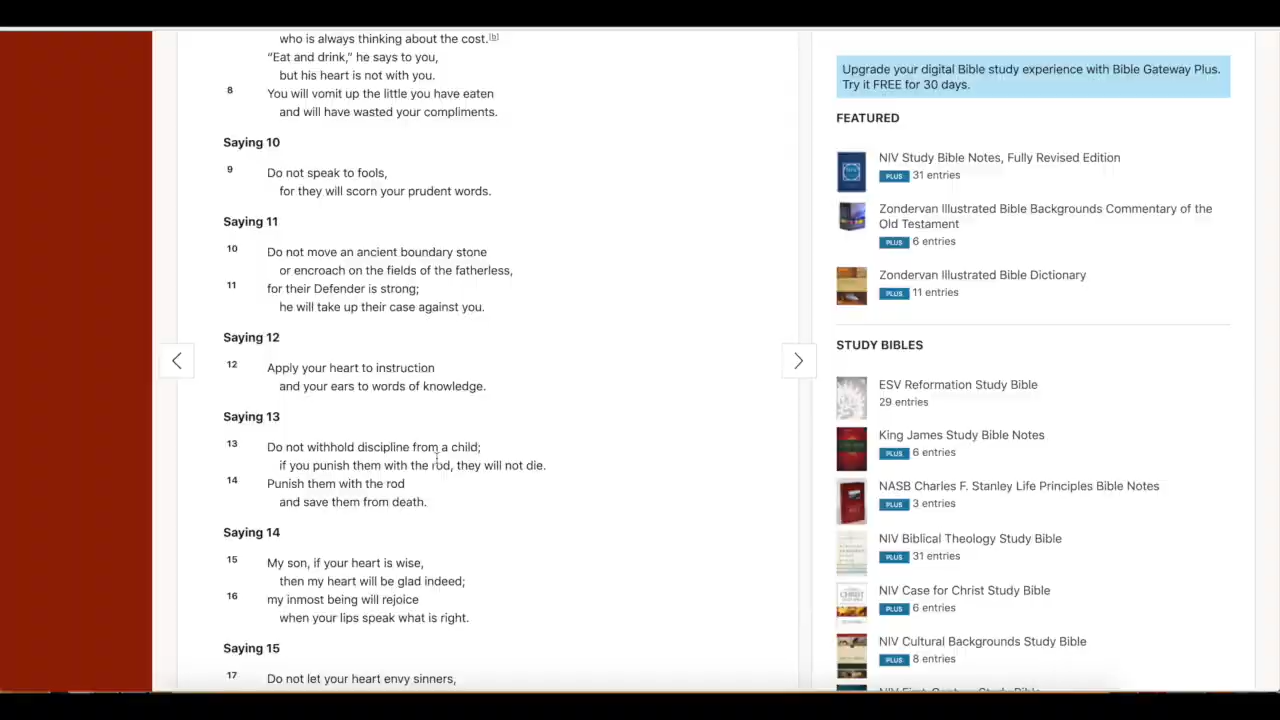 who is always thinking about the cost.[b]
“Eat and drink,” he says to you,
but his heart is not with you.
8 You will vomit up the little you have eaten
and will have wasted your compliments.
Saying 10
9 Do not speak to fools,
for they will scorn your prudent words.
Saying 11
10 Do not move an ancient boundary stone
or encroach on the fields of the fatherless,
11 for their Defender is strong;
he will take up their case against you.
Saying 12
12 Apply your heart to instruction
and your ears to words of knowledge.
Saying 13
13 Do not withhold discipline from a child;
if you punish them with the rod, they will not die.
14 Punish them with the rod
and save them from death.
Saying 14
15 My son, if your heart is wise,
then my heart will be glad indeed;
16 my inmost being will rejoice
when your lips speak what is right.
Saying 15
17 Do not let your heart envy sinners,
Upgrade your digital Bible study experience with Bible Gateway Plus.
Try it FREE for 30 days.
FEATURED
NIV Study Bible Notes, Fully Revised Edition
PLUS 31 entries
Zondervan Illustrated Bible Backgrounds Commentary of the
Old Testament
PLUS 6 entries
Zondervan Illustrated Bible Dictionary
PLUS 11 entries
STUDY BIBLES
ESV Reformation Study Bible
29 entries
King James Study Bible Notes
PLUS 6 entries
NASB Charles F. Stanley Life Principles Bible Notes
PLUS 3 entries
NIV Biblical Theology Study Bible
PLUS 31 entries
NIV Case for Christ Study Bible
PLUS 6 entries
NIV Cultural Backgrounds Study Bible
PLUS 8 entries